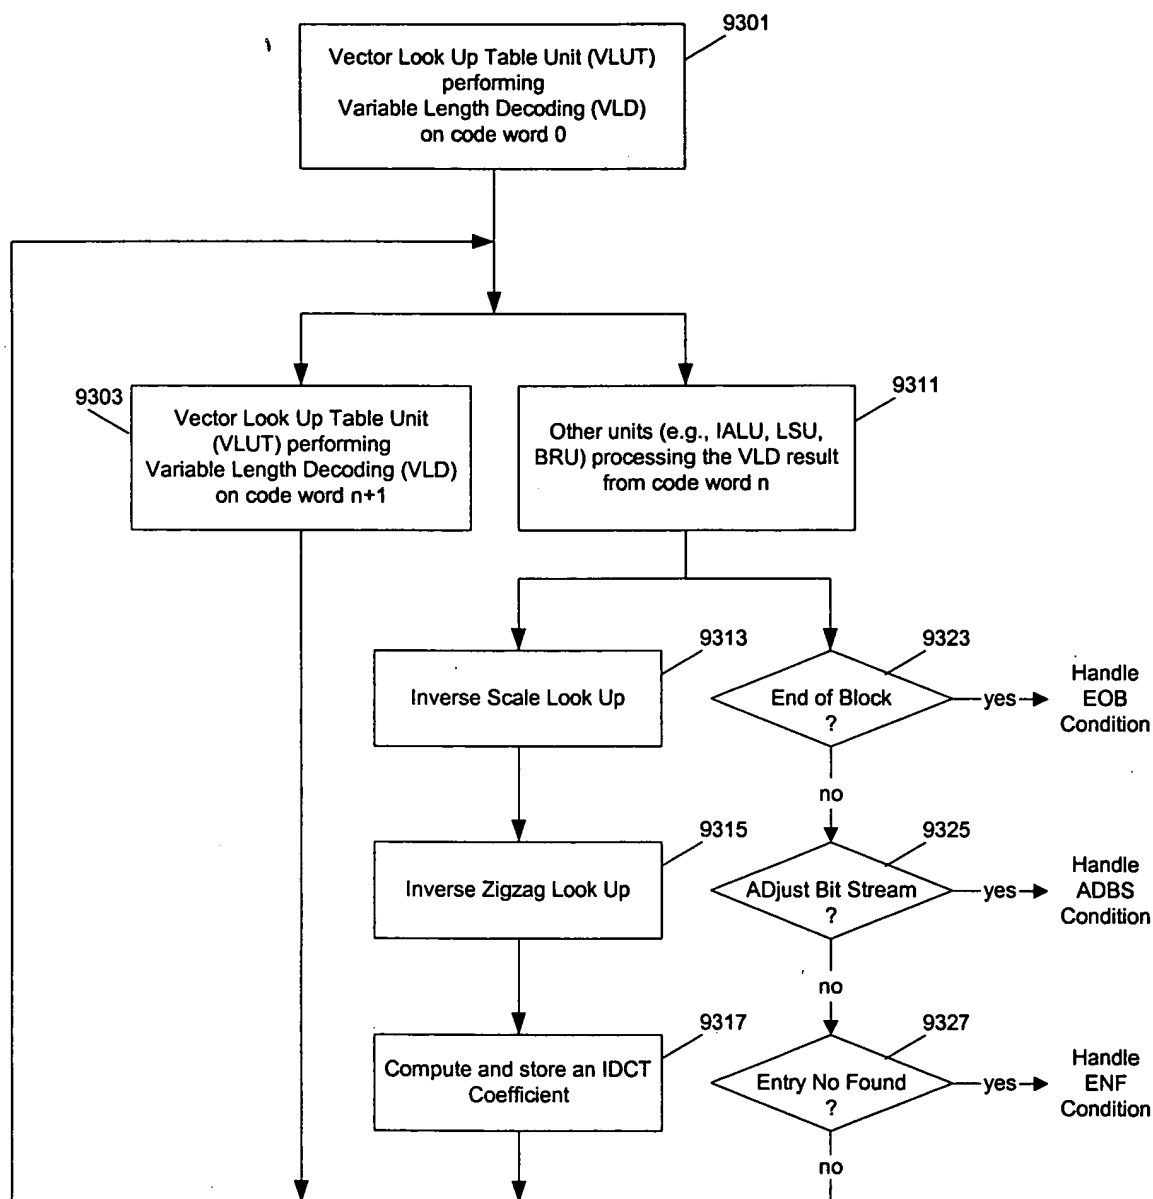 9301
Vector Look Up Table Unit (VLUT)
performing
Variable Length Decoding (VLD)
on code word 0
9303
Vector Look Up Table Unit
(VLUT) performing
Variable Length Decoding (VLD)
on code word n+1
9311
Other units (e.g., IALU, LSU,
BRU) processing the VLD result
from code word n
9313
Inverse Scale Look Up
9323
End of Block
?
yes
Handle
EOB
Condition
no
9315
Inverse Zigzag Look Up
9325
ADjust Bit Stream
?
yes
Handle
ADBS
Condition
no
9317
Compute and store an IDCT
Coefficient
9327
Entry No Found
?
yes
Handle
ENF
Condition
no